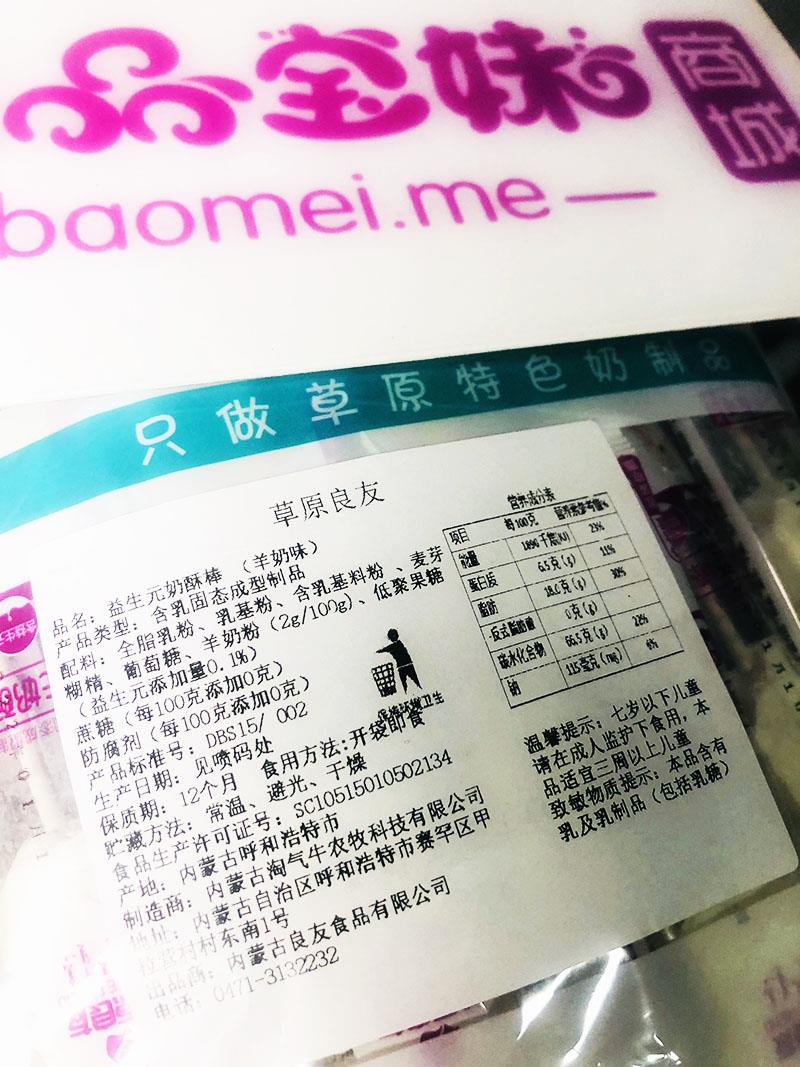 品宝妹
商城
baomei.me
只做草原特色奶制品
草原良友
品名：益生元奶酥棒 （羊奶味）
产品类型：含乳固态成型制品
配料：全脂乳粉、乳基粉、含乳基料粉 、麦芽
糊精、葡萄糖、羊奶粉（2g/100g）、低聚果糖
（益生元添加量0.1%）
蔗糖（每100克添加0克）
防腐剂（每100克添加0克）
产品标准号：DBS15/ 002
生产日期：见喷码处
保质期：12个月 食用方法:开袋即食
贮藏方法：常温、避光、干燥
食品生产许可证号：SC10515010502134
产地：内蒙古呼和浩特市
制造商：内蒙古淘气牛农牧科技有限公司
地址：内蒙古自治区呼和浩特市赛罕区甲
拉营村村东南1号
出品商：内蒙古良友食品有限公司
电话：0471-3132232
保持环境卫生
营养成分表
项目 每100克 营养素参考值%
能量 1896千焦(KJ) 23%
蛋白质 6.5克(g) 11%
脂肪 18.0克(g) 30%
反式脂肪酸 0克(g)
碳水化合物 66.5克(g) 22%
钠 115毫克(mg) 6%
温馨提示：七岁以下儿童
请在成人监护下食用，本
品适宜三周以上儿童
致敏物质提示：本品含有
乳及乳制品（包括乳糖）